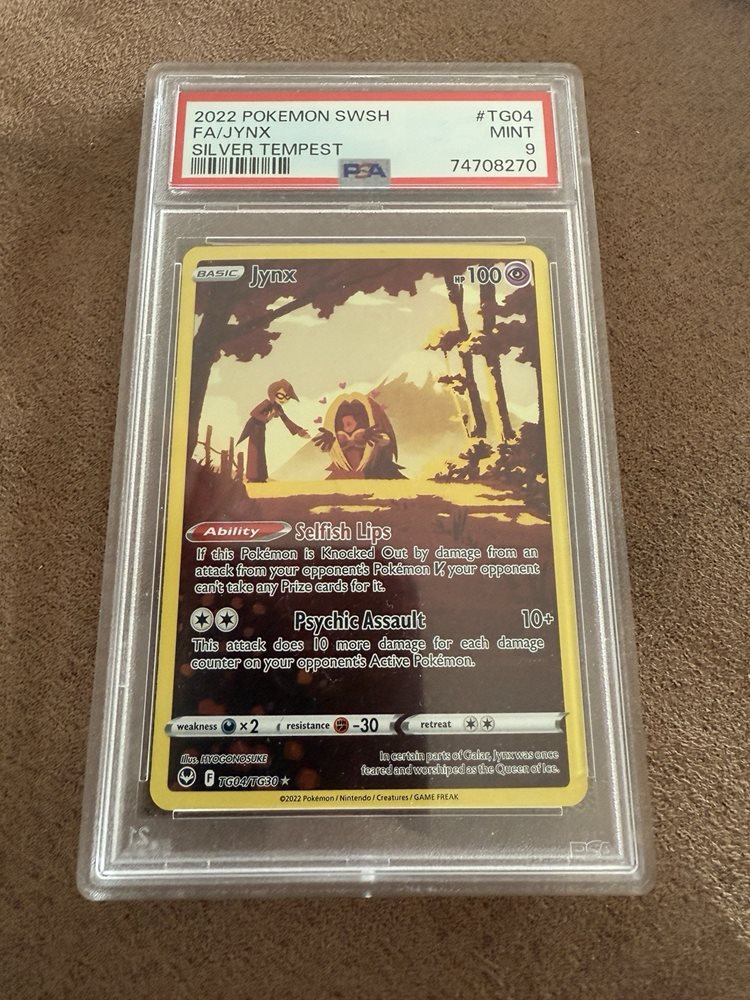 2022 POKEMON SWSH #TG04
FA/JYNX MINT
SILVER TEMPEST 9
PSA 74708270
BASIC Jynx HP 100
Ability Selfish Lips
If this Pokémon is Knocked Out by damage from an
attack from your opponent's Pokémon V, your opponent
can't take any Prize cards for it.
Psychic Assault 10+
This attack does 10 more damage for each damage
counter on your opponent's Active Pokémon.
weakness ×2 resistance -30 retreat
Illus. HYOGONOSUKE
In certain parts of Galar, Jynx was once
feared and worshiped as the Queen of Ice.
F TG04/TG30
©2022 Pokémon / Nintendo / Creatures / GAME FREAK
PSA